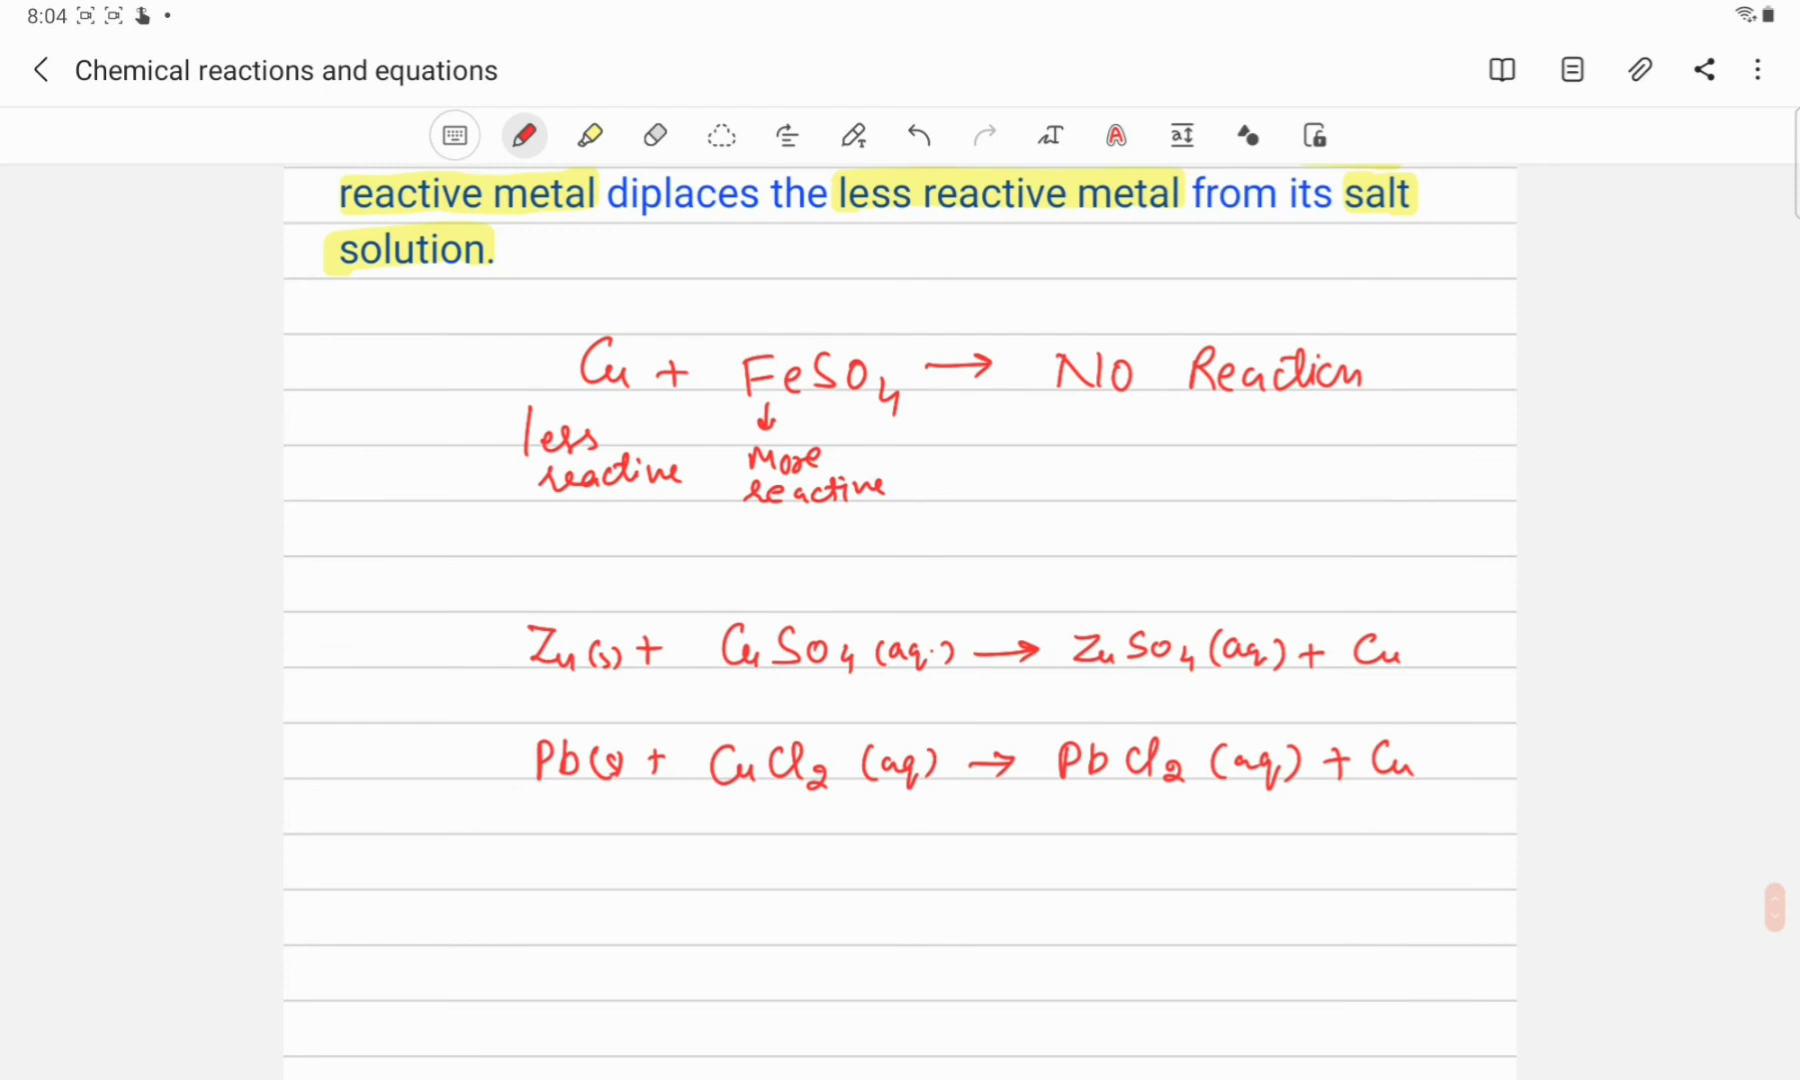 8:04
Chemical reactions and equations
reactive metal diplaces the less reactive metal from its salt
solution.
Cu + FeSO4 → No Reaction
↓
less
reactive
More
reactive
Zn(s) + CuSO4 (aq.) → ZnSO4 (aq) + Cu
Pb(s) + CuCl2 (aq) → PbCl2 (aq) + Cu